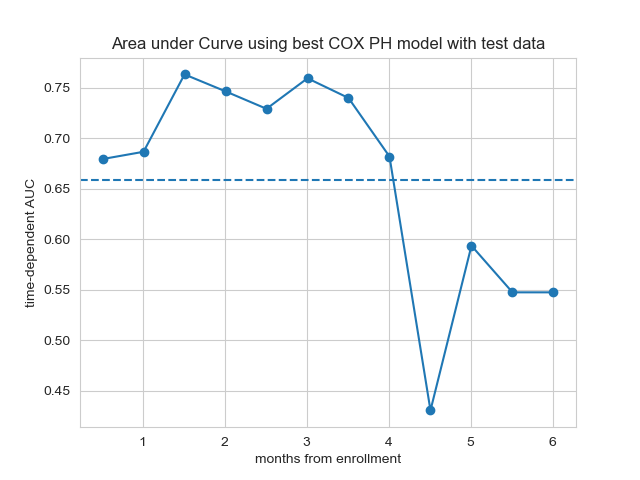 Area under Curve using best COX PH model with test data
time-dependent AUC
0.75
0.70
0.65
0.60
0.55
0.50
0.45
1 2 3 4 5 6
months from enrollment